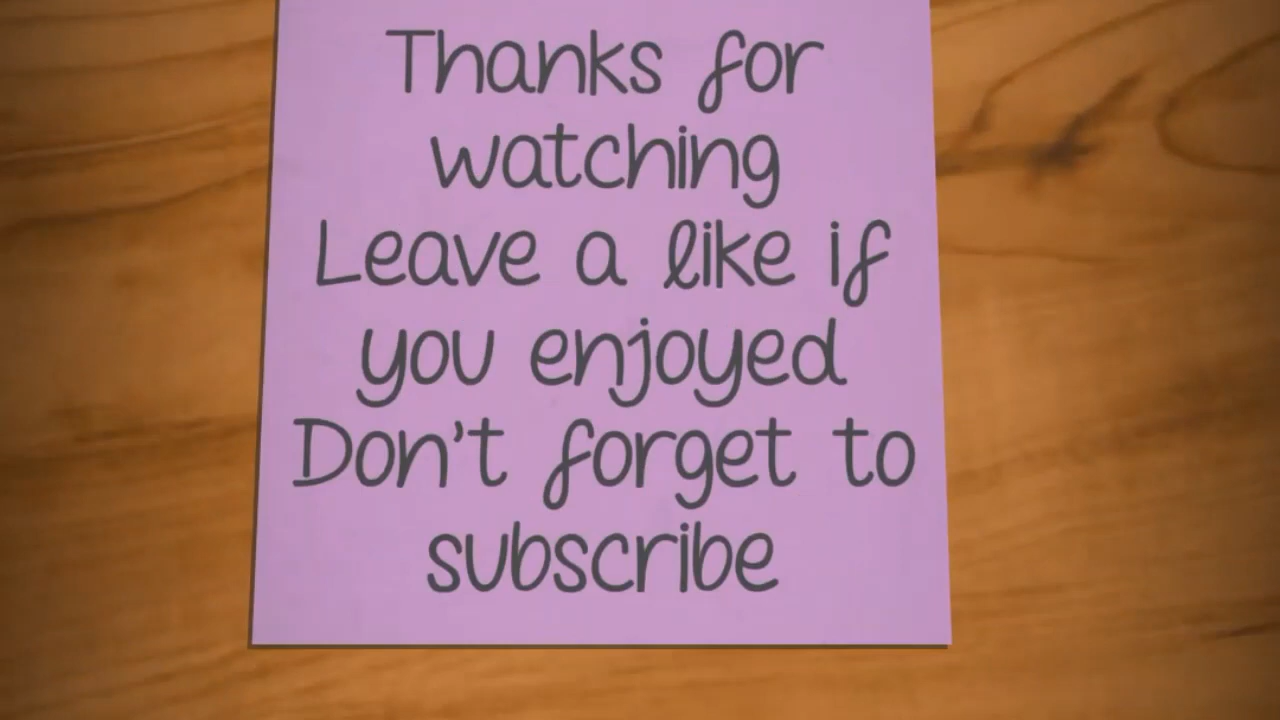 Thanks for
watching
Leave a like if
you enjoyed
Don't forget to
subscribe